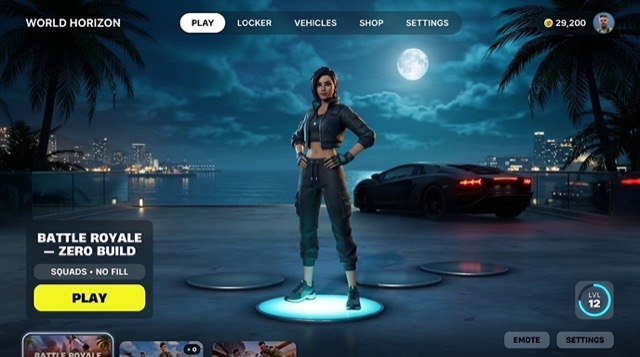 WORLD HORIZON
PLAY
LOCKER
VEHICLES
SHOP
SETTINGS
29,200
BATTLE ROYALE
— ZERO BUILD
SQUADS • NO FILL
PLAY
LVL
12
EMOTE
SETTINGS
BATTLE ROYALE
+0